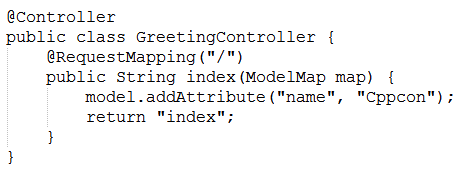 @Controller
public class GreetingController {
    @RequestMapping("/")
    public String index(ModelMap map) {
        model.addAttribute("name", "Cppcon");
        return "index";
    }
}